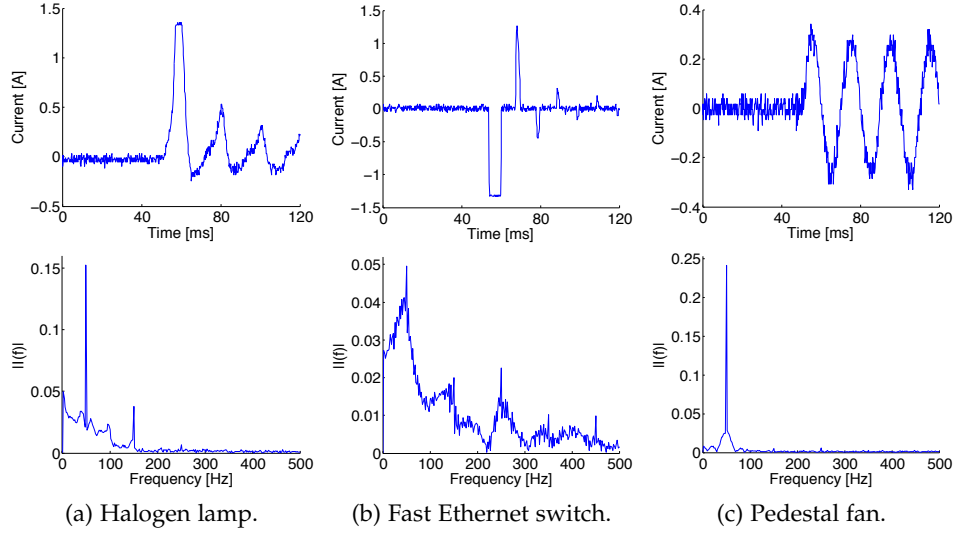 1.5
1
0.5
0
−0.5
Current [A]
0 40 80 120
Time [ms]
1.5
1.0
0.5
0
−0.5
−1
−1.5
Current [A]
0 40 80 120
Time [ms]
0.4
0.2
0
−0.2
−0.4
Current [A]
0 40 80 120
Time [ms]
0.15
0.1
0.05
0
|I(f)|
0 100 200 300 400 500
Frequency [Hz]
0.05
0.04
0.03
0.02
0.01
0
|I(f)|
0 100 200 300 400 500
Frequency [Hz]
0.25
0.2
0.15
0.1
0.05
0
|I(f)|
0 100 200 300 400 500
Frequency [Hz]
(a) Halogen lamp.
(b) Fast Ethernet switch.
(c) Pedestal fan.